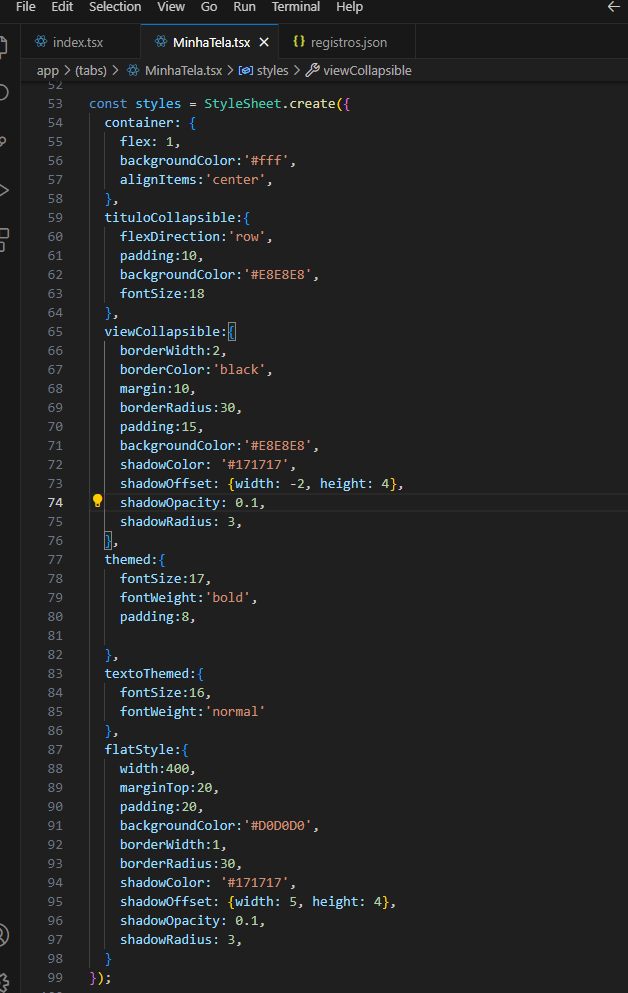 File Edit Selection View Go Run Terminal Help
index.tsx MinhaTela.tsx {} registros.json
app > (tabs) > MinhaTela.tsx > styles > viewCollapsible
52
53 const styles = StyleSheet.create({
54 container: {
55 flex: 1,
56 backgroundColor:'#fff',
57 alignItems:'center',
58 },
59 tituloCollapsible:{
60 flexDirection:'row',
61 padding:10,
62 backgroundColor:'#E8E8E8',
63 fontSize:18
64 },
65 viewCollapsible:{
66 borderWidth:2,
67 borderColor:'black',
68 margin:10,
69 borderRadius:30,
70 padding:15,
71 backgroundColor:'#E8E8E8',
72 shadowColor: '#171717',
73 shadowOffset: {width: -2, height: 4},
74 shadowOpacity: 0.1,
75 shadowRadius: 3,
76 },
77 themed:{
78 fontSize:17,
79 fontWeight:'bold',
80 padding:8,
81
82 },
83 textoThemed:{
84 fontSize:16,
85 fontWeight:'normal'
86 },
87 flatStyle:{
88 width:400,
89 marginTop:20,
90 padding:20,
91 backgroundColor:'#D0D0D0',
92 borderWidth:1,
93 borderRadius:30,
94 shadowColor: '#171717',
95 shadowOffset: {width: 5, height: 4},
96 shadowOpacity: 0.1,
97 shadowRadius: 3,
98 }
99 });